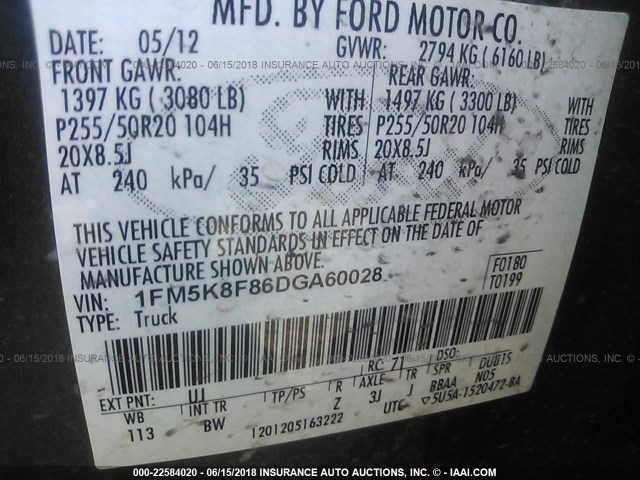 MFD. BY FORD MOTOR CO.
DATE: 05/12 GVWR: 2794 KG ( 6160 LB)
FRONT GAWR: REAR GAWR:
1397 KG ( 3080 LB) WITH 1497 KG ( 3300 LB) WITH
P255/50R20 104H TIRES P255/50R20 104H TIRES
20X8.5J RIMS 20X8.5J RIMS
AT 240 kPa/ 35 PSI COLD AT 240 kPa/ 35 PSI COLD
THIS VEHICLE CONFORMS TO ALL APPLICABLE FEDERAL MOTOR
VEHICLE SAFETY STANDARDS IN EFFECT ON THE DATE OF
MANUFACTURE SHOWN ABOVE.
VIN: 1FM5K8F86DGA60028 F0180
TYPE: Truck T0199
EXT PNT: UJ RC: 71 DSO:
WB INT TR TP/PS R AXLE TR SPR DUBTS
113 BW Z 3J J BBAA N05
1201205163222 UTC ▽5U5A-1520472-BA
000-22584020 - 06/15/2018 INSURANCE AUTO AUCTIONS - © - IAAI.COM